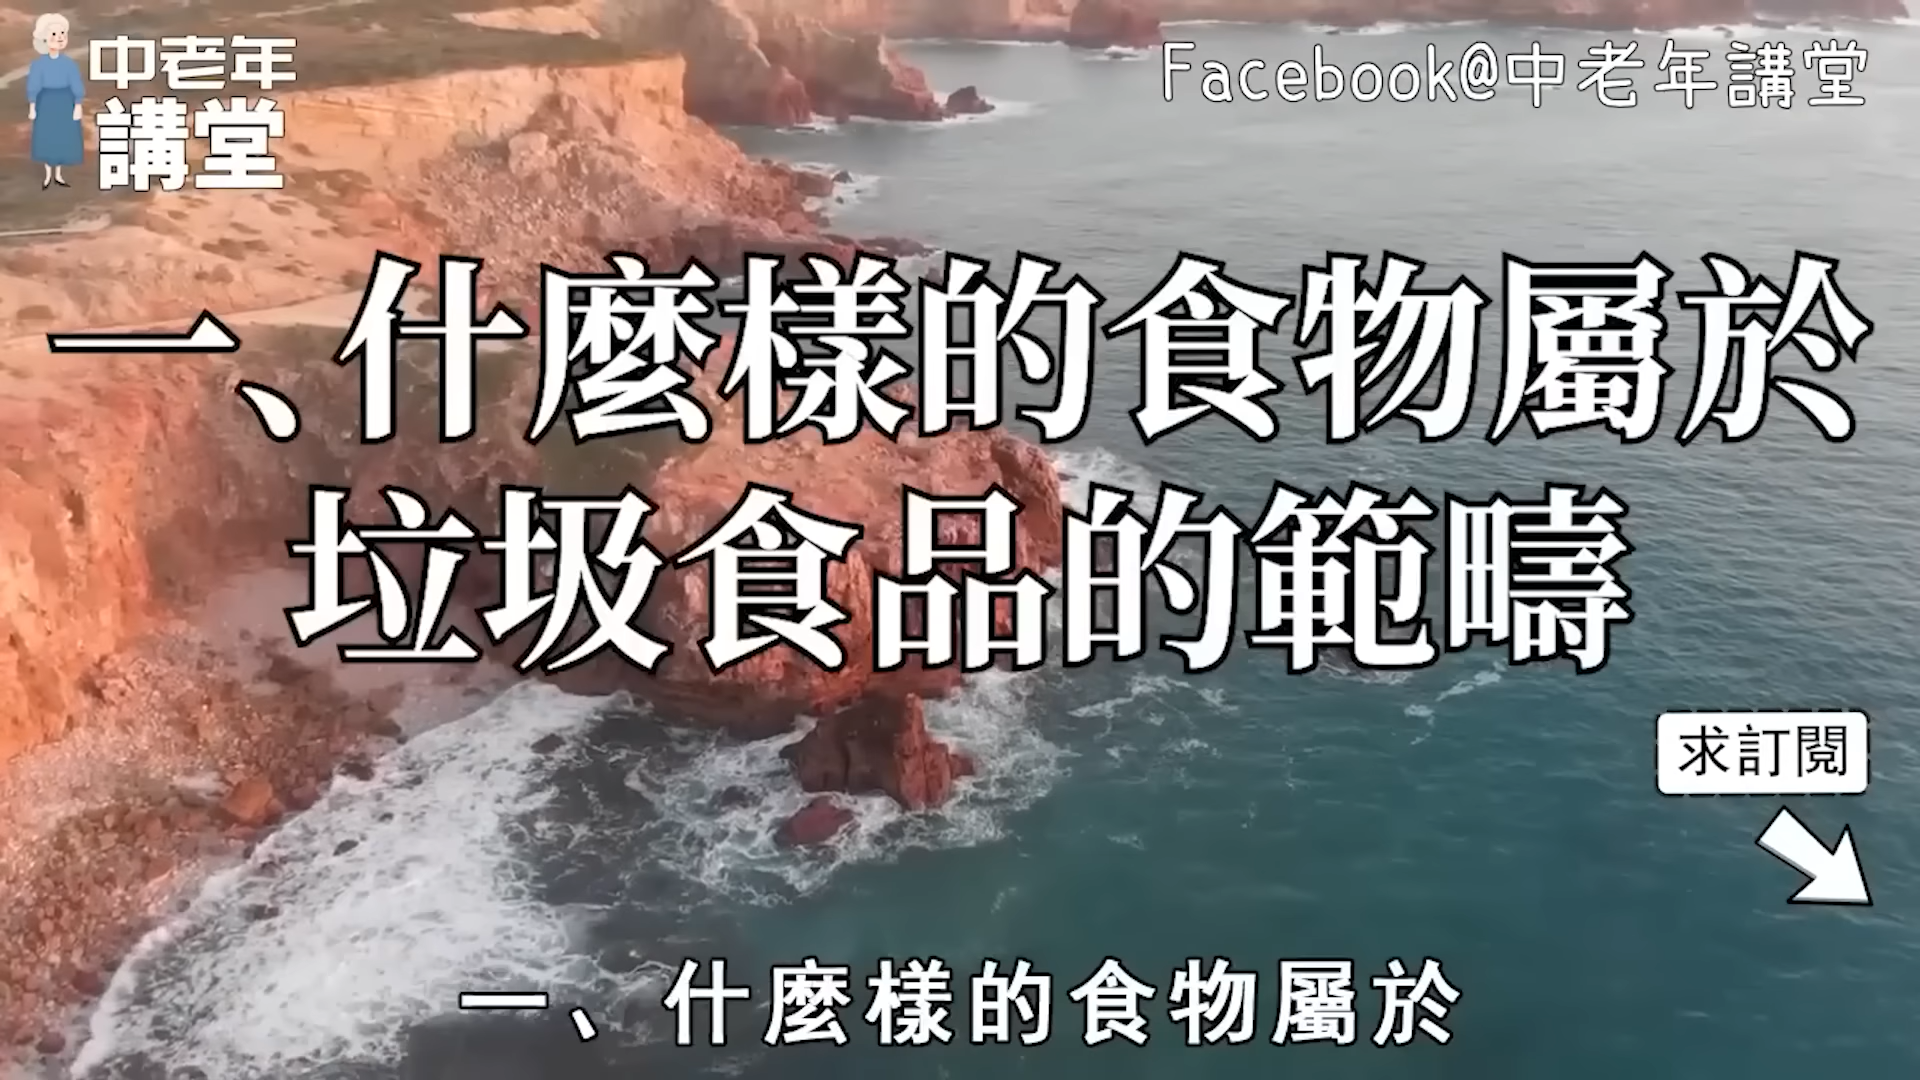 中老年
講堂
Facebook@中老年講堂
一、什麼樣的食物屬於
垃圾食品的範疇
求訂閱
一、什麼樣的食物屬於